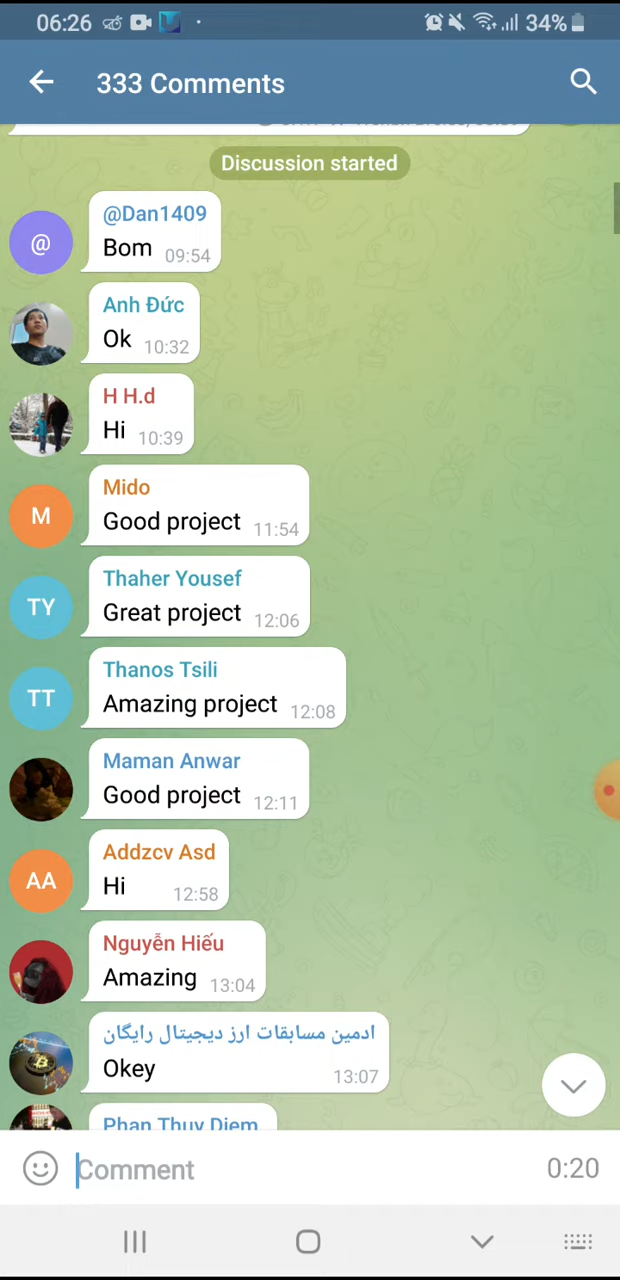 06:26
34%
333 Comments
Discussion started
@Dan1409
@
Bom 09:54
Anh Đức
Ok 10:32
H H.d
Hi 10:39
Mido
M
Good project 11:54
Thaher Yousef
TY
Great project 12:06
Thanos Tsili
TT
Amazing project 12:08
Maman Anwar
Good project 12:11
Addzcv Asd
AA
Hi 12:58
Nguyễn Hiếu
Amazing 13:04
ادمین مسابقات ارز دیجیتال رایگان
Okey 13:07
Phan Thuy Diem
Comment 0:20